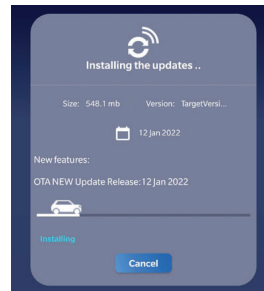 Installing the updates ..
Size: 548.1 mb Version: TargetVersi...
12 Jan 2022
New features:
OTA NEW Update Release:12 Jan 2022
Installing
Cancel